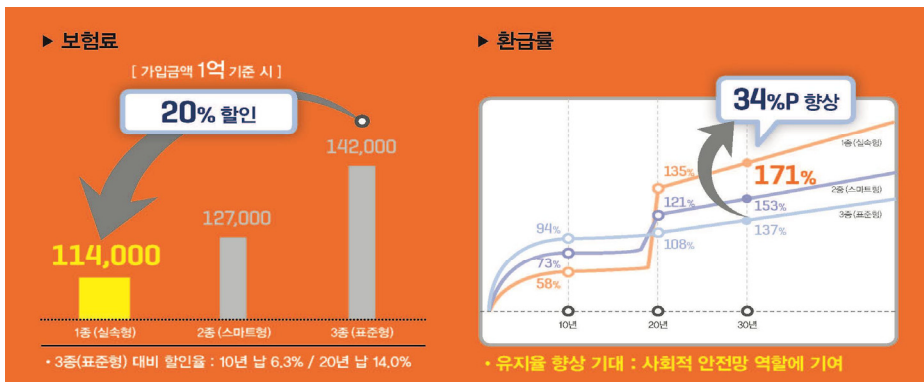 ▶ 보험료
[ 가입금액 1억 기준 시 ]
20% 할인
142,000
127,000
114,000
1종 (실속형)
2종 (스마트형)
3종 (표준형)
• 3종(표준형) 대비 할인율 : 10년 납 6.3% / 20년 납 14.0%
▶ 환급률
34%P 향상
1종 (실속형)
135%
171%
2종 (스마트형)
121%
153%
3종 (표준형)
94%
108%
137%
73%
58%
10년
20년
30년
• 유지율 향상 기대 : 사회적 안전망 역할에 기여